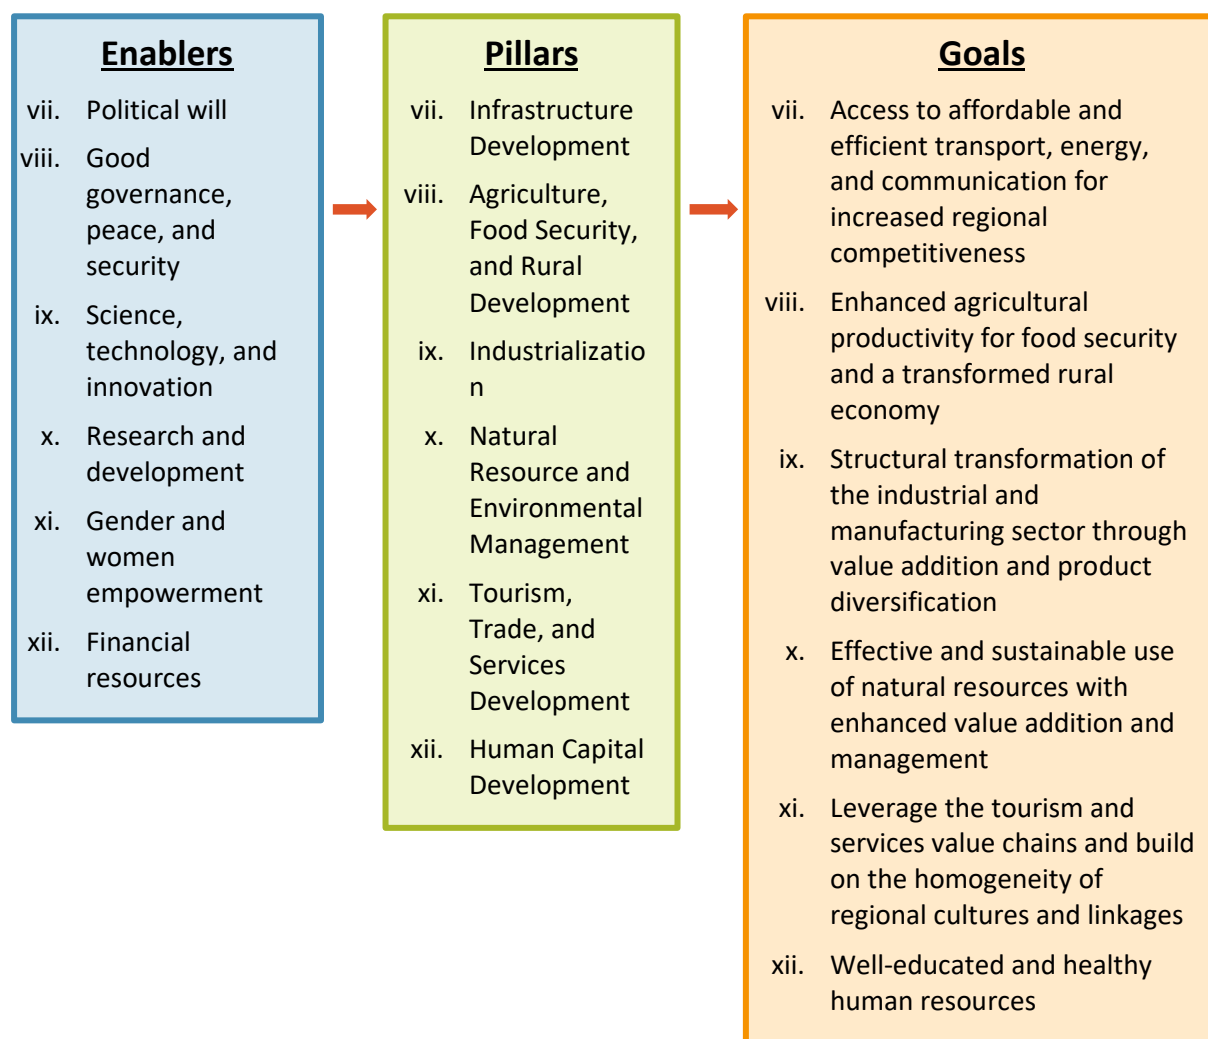 Enablers
vii. Political will
viii. Good
governance,
peace, and
security
ix. Science,
technology, and
innovation
x. Research and
development
xi. Gender and
women
empowerment
xii. Financial
resources
Pillars
vii. Infrastructure
Development
viii. Agriculture,
Food Security,
and Rural
Development
ix. Industrializatio
n
x. Natural
Resource and
Environmental
Management
xi. Tourism,
Trade, and
Services
Development
xii. Human Capital
Development
Goals
vii. Access to affordable and
efficient transport, energy,
and communication for
increased regional
competitiveness
viii. Enhanced agricultural
productivity for food security
and a transformed rural
economy
ix. Structural transformation of
the industrial and
manufacturing sector through
value addition and product
diversification
x. Effective and sustainable use
of natural resources with
enhanced value addition and
management
xi. Leverage the tourism and
services value chains and build
on the homogeneity of
regional cultures and linkages
xii. Well-educated and healthy
human resources